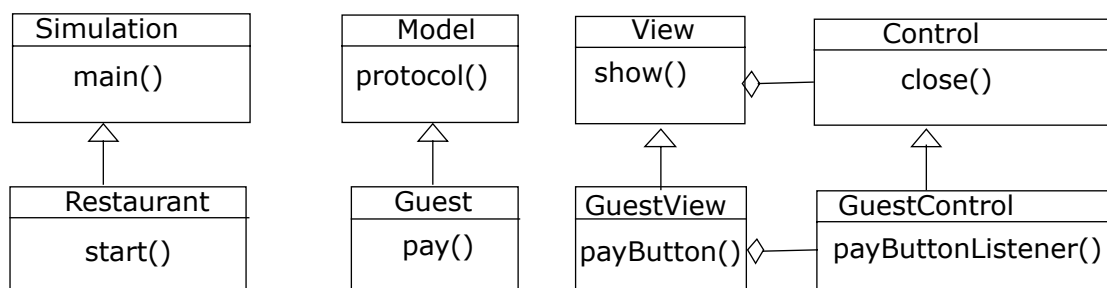 Simulation
main()
Model
protocol()
View
show()
Control
close()
Restaurant
start()
Guest
pay()
GuestView
payButton()
GuestControl
payButtonListener()